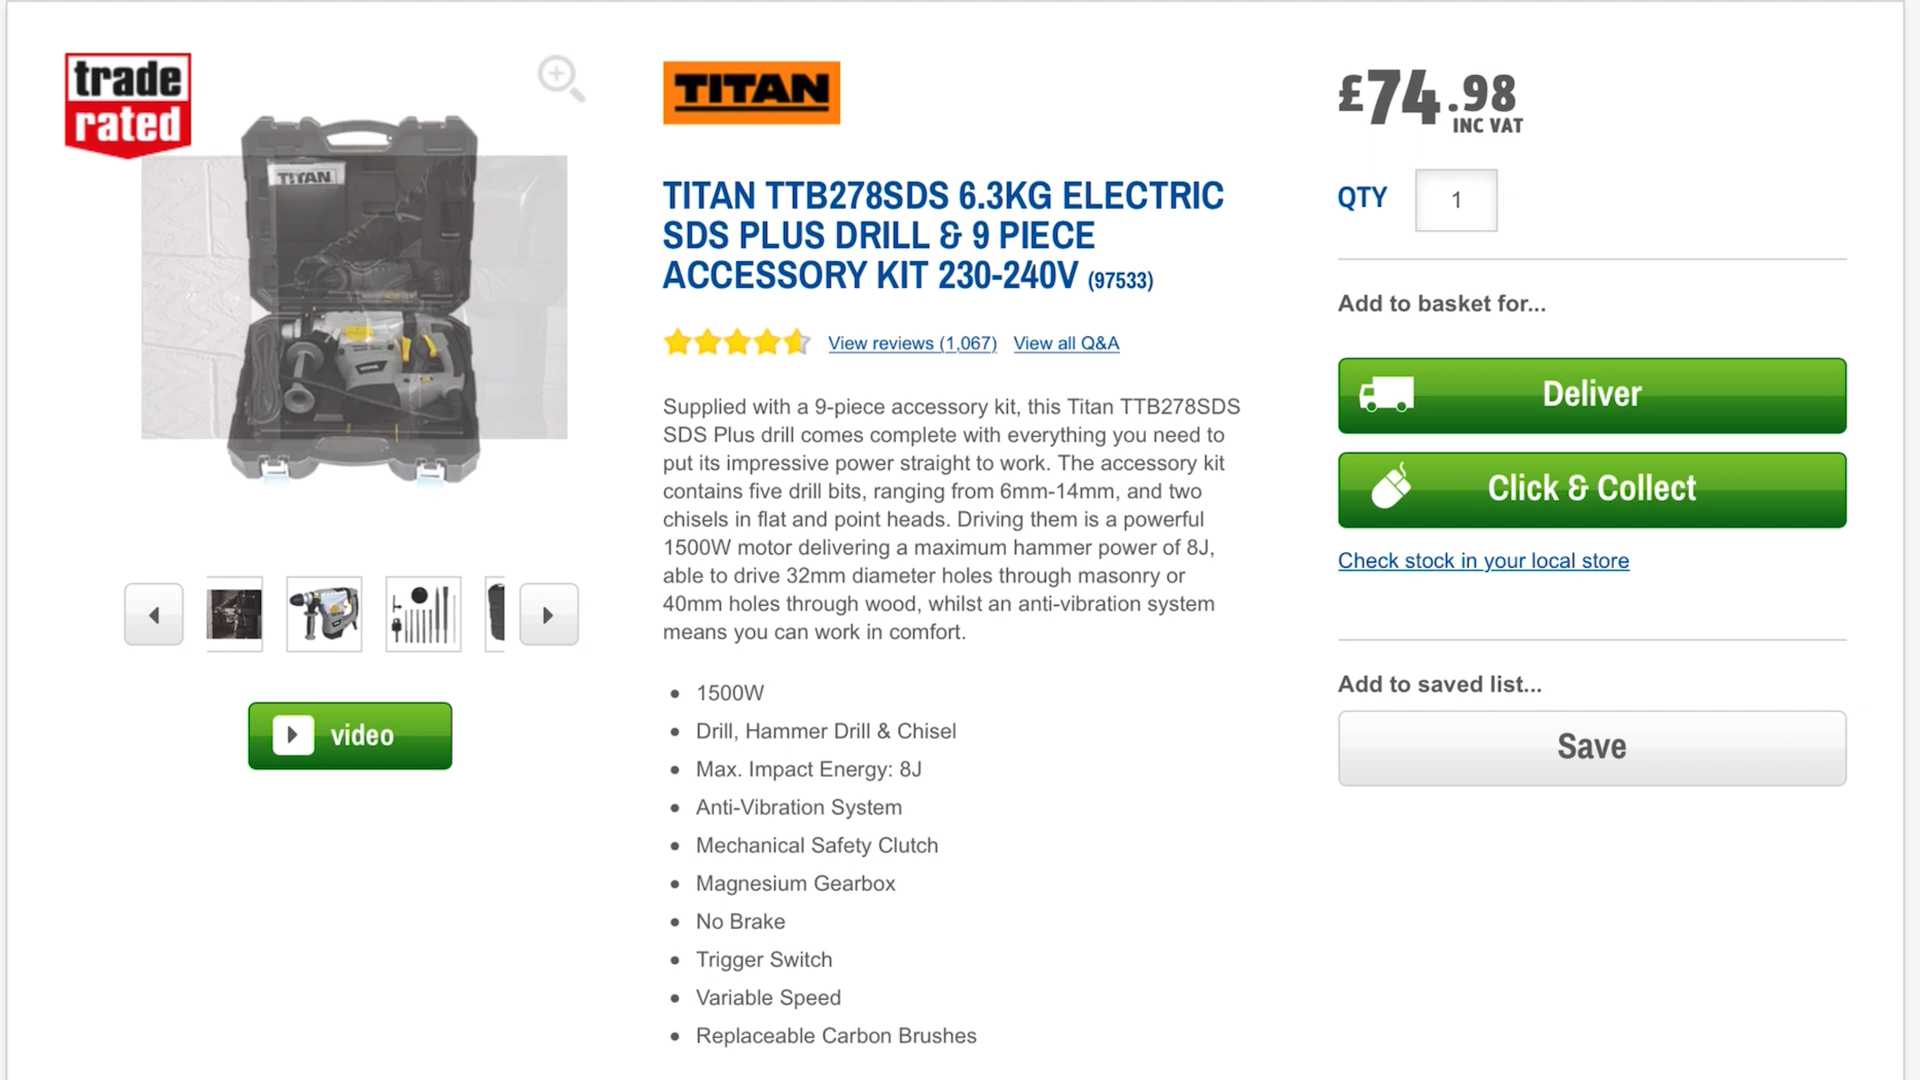 trade
rated
TITAN
TITAN
TITAN TTB278SDS 6.3KG ELECTRIC
SDS PLUS DRILL & 9 PIECE
ACCESSORY KIT 230-240V (97533)
View reviews (1,067) View all Q&A
Supplied with a 9-piece accessory kit, this Titan TTB278SDS
SDS Plus drill comes complete with everything you need to
put its impressive power straight to work. The accessory kit
contains five drill bits, ranging from 6mm-14mm, and two
chisels in flat and point heads. Driving them is a powerful
1500W motor delivering a maximum hammer power of 8J,
able to drive 32mm diameter holes through masonry or
40mm holes through wood, whilst an anti-vibration system
means you can work in comfort.
1500W
Drill, Hammer Drill & Chisel
Max. Impact Energy: 8J
Anti-Vibration System
Mechanical Safety Clutch
Magnesium Gearbox
No Brake
Trigger Switch
Variable Speed
Replaceable Carbon Brushes
video
£74.98
INC VAT
QTY 1
Add to basket for...
Deliver
Click & Collect
Check stock in your local store
Add to saved list...
Save